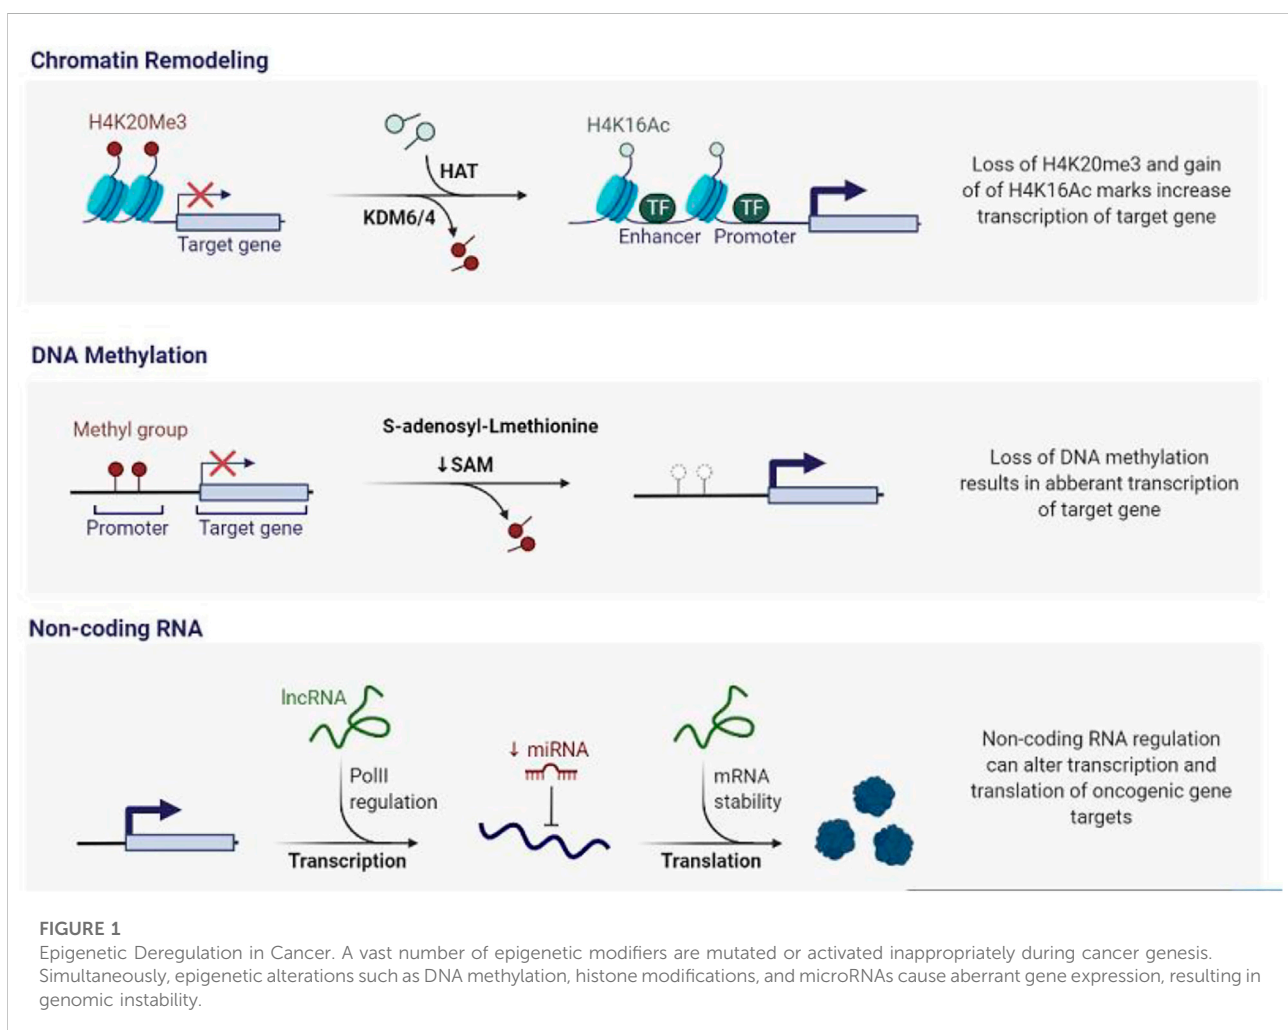 Chromatin Remodeling
H4K20Me3
HAT
KDM6/4
Target gene
H4K16Ac
TF
TF
Enhancer
Promoter
Loss of H4K20me3 and gain
of of H4K16Ac marks increase
transcription of target gene
DNA Methylation
Methyl group
Promoter
Target gene
S-adenosyl-Lmethionine
↓SAM
Loss of DNA methylation
results in abberant transcription
of target gene
Non-coding RNA
lncRNA
PolII
regulation
Transcription
↓ miRNA
mRNA
stability
Translation
Non-coding RNA regulation
can alter transcription and
translation of oncogenic gene
targets
FIGURE 1
Epigenetic Deregulation in Cancer. A vast number of epigenetic modifiers are mutated or activated inappropriately during cancer genesis.
Simultaneously, epigenetic alterations such as DNA methylation, histone modifications, and microRNAs cause aberrant gene expression, resulting in
genomic instability.